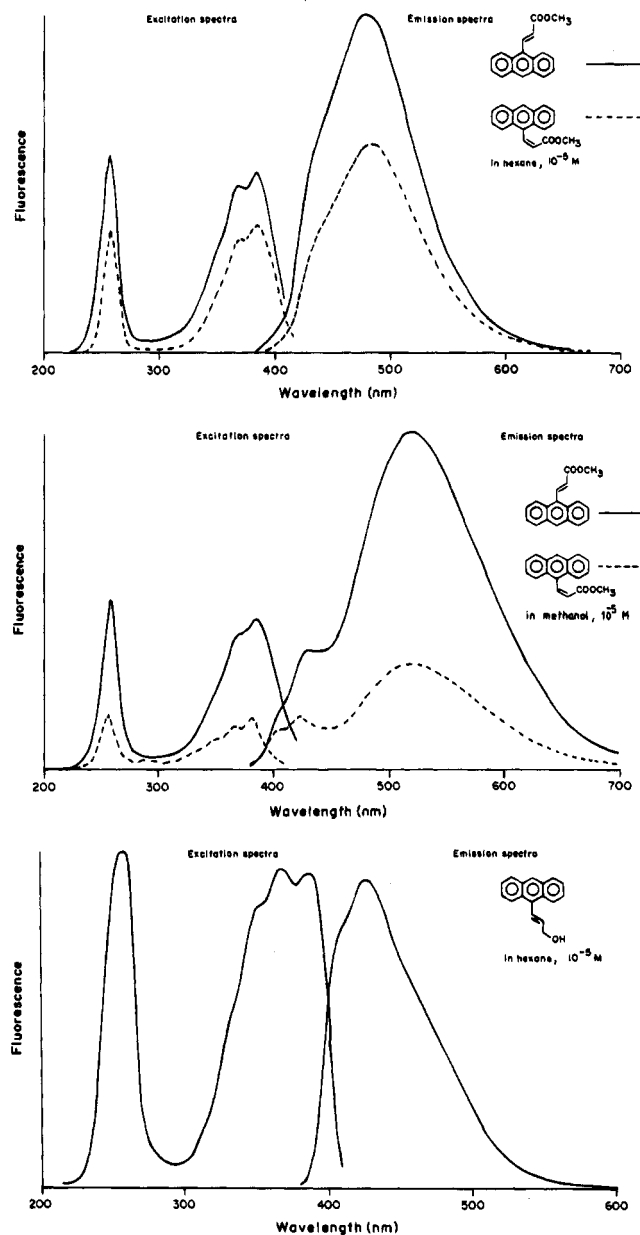 Excitation spectra Emission spectra
COOCH3
COOCH3
in hexane, 10⁻⁵ M
Fluorescence
200 300 400 500 600 700
Wavelength (nm)
Excitation spectra Emission spectra
COOCH3
COOCH3
in methanol, 10⁻⁵ M
Fluorescence
200 300 400 500 600 700
Wavelength (nm)
Excitation spectra Emission spectra
OH
in hexane, 10⁻⁵ M
Fluorescence
200 300 400 500 600
Wavelength (nm)